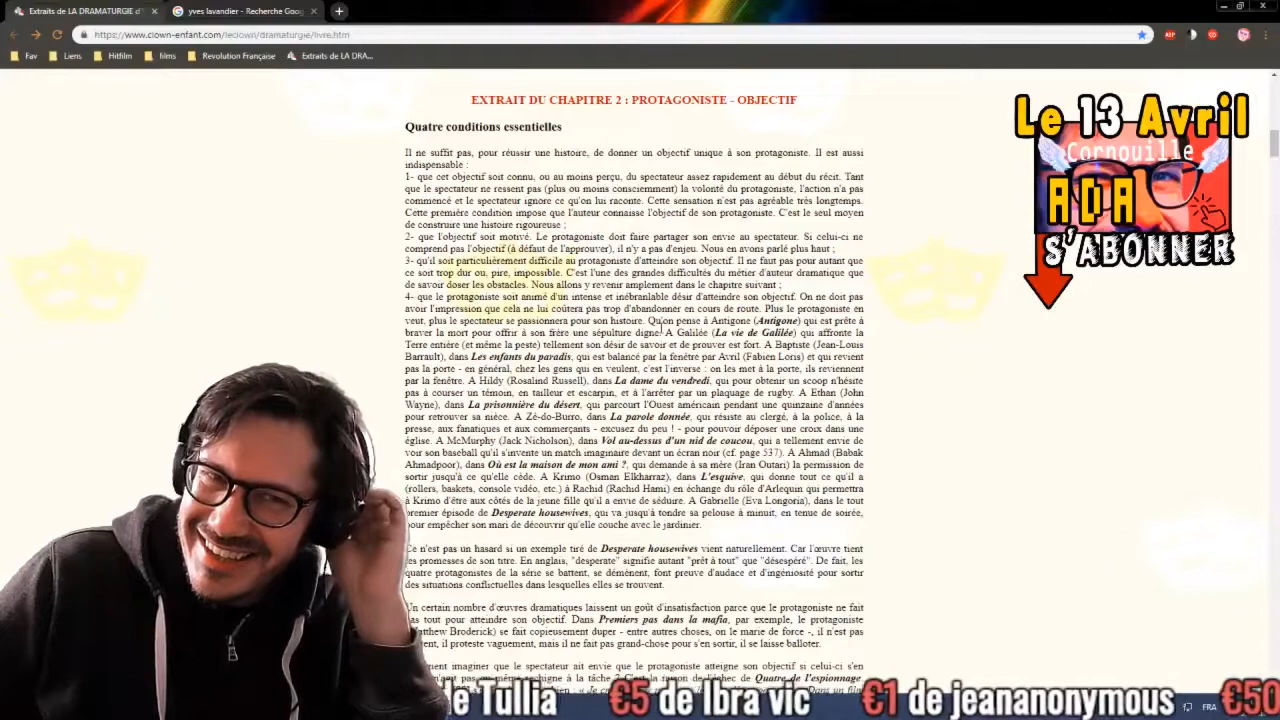 Extraits de LA DRAMATURGIE d'
yves lavandier - Recherche Goog
https://www.clown-enfant.com/leclown/dramaturgie/livre.htm
Fav
Liens
Hitfilm
films
Revolution Française
Extraits de LA DRA...
EXTRAIT DU CHAPITRE 2 : PROTAGONISTE - OBJECTIF
Quatre conditions essentielles
Il ne suffit pas, pour réussir une histoire, de donner un objectif unique à son protagoniste. Il est aussi
indispensable :
1- que cet objectif soit connu, ou au moins perçu, du spectateur assez rapidement au début du récit. Tant
que le spectateur ne ressent pas (plus ou moins consciemment) la volonté du protagoniste, l'action n'a pas
commencé et le spectateur ignore ce qu'on lui raconte. Cette sensation n'est pas agréable très longtemps.
Cette première condition impose que l'auteur connaisse l'objectif de son protagoniste. C'est le seul moyen
de construire une histoire rigoureuse ;
2- que l'objectif soit motivé. Le protagoniste doit faire partager son envie au spectateur. Si celui-ci ne
comprend pas l'objectif (à défaut de l'approuver), il n'y a pas d'enjeu. Nous en avons parlé plus haut ;
3- qu'il soit particulièrement difficile au protagoniste d'atteindre son objectif. Il ne faut pas pour autant que
ce soit trop dur ou, pire, impossible. C'est l'une des grandes difficultés du métier d'auteur dramatique que
de savoir doser les obstacles. Nous allons y revenir amplement dans le chapitre suivant ;
4- que le protagoniste soit animé d'un intense et inébranlable désir d'atteindre son objectif. On ne doit pas
avoir l'impression que cela ne lui coûtera pas trop d'abandonner en cours de route. Plus le protagoniste en
veut, plus le spectateur se passionnera pour son histoire. Qu'on pense à Antigone (Antigone) qui est prête à
braver la mort pour offrir à son frère une sépulture digne. A Galilée (La vie de Galilée) qui affronte la
Terre entière (et même la peste) tellement son désir de savoir et de prouver est fort. A Baptiste (Jean-Louis
Barrault), dans Les enfants du paradis, qui est balancé par la fenêtre par Avril (Fabien Loris) et qui revient
pas la porte - en général, chez les gens qui en veulent, c'est l'inverse : on les met à la porte, ils reviennent
par la fenêtre. A Hildy (Rosalind Russell), dans La dame du vendredi, qui pour obtenir un scoop n'hésite
pas à courser un témoin, en tailleur et escarpin, et à l'arrêter par un plaquage de rugby. A Ethan (John
Wayne), dans La prisonnière du désert, qui parcourt l'Ouest américain pendant une quinzaine d'années
pour retrouver sa nièce. A Zé-do-Burro, dans La parole donnée, qui résiste au clergé, à la police, à la
presse, aux fanatiques et aux commerçants - excusez du peu ! - pour pouvoir déposer une croix dans une
église. A McMurphy (Jack Nicholson), dans Vol au-dessus d'un nid de coucou, qui a tellement envie de
voir son baseball qu'il s'invente un match imaginaire devant un écran noir (cf. page 537). A Ahmad (Babak
Ahmadpoor), dans Où est la maison de mon ami ?, qui demande à sa mère (Iran Outari) la permission de
sortir jusqu'à ce qu'elle cède. A Krimo (Osman Elkharraz), dans L'esquive, qui donne tout ce qu'il a
(rollers, baskets, console vidéo, etc.) à Rachid (Rachid Hami) en échange du rôle d'Arlequin qui permettra
à Krimo d'être aux côtés de la jeune fille qu'il a envie de séduire. A Gabrielle (Eva Longoria), dans le tout
premier épisode de Desperate housewives, qui va jusqu'à tondre sa pelouse à minuit, en tenue de soirée,
pour empêcher son mari de découvrir qu'elle couche avec le jardinier.
Ce n'est pas un hasard si un exemple tiré de Desperate housewives vient naturellement. Car l'œuvre tient
les promesses de son titre. En anglais, "desperate" signifie autant "prêt à tout" que "désespéré". De fait, les
quatre protagonistes de la série se battent, se démènent, font preuve d'audace et d'ingéniosité pour sortir
des situations conflictuelles dans lesquelles elles se trouvent.
Un certain nombre d'œuvres dramatiques laissent un goût d'insatisfaction parce que le protagoniste ne fait
pas tout pour atteindre son objectif. Dans Premiers pas dans la mafia, par exemple, le protagoniste
(Matthew Broderick) se fait copieusement duper - entre autres choses, on le marie de force -, il n'est pas
content, il proteste vaguement, mais il ne fait pas grand-chose pour s'en sortir, il se laisse balloter.
imaginer que le spectateur ait envie que le protagoniste atteigne son objectif si celui-ci s'en
pas ou même rechigne à la tâche ? C'est la raison de l'échec de Quatre de l'espionnage
Le 13 Avril
Cornouille
ADA
S'ABONNER
le Tullia €5 de Ibra vic €1 de jeananonymous €50
FRA